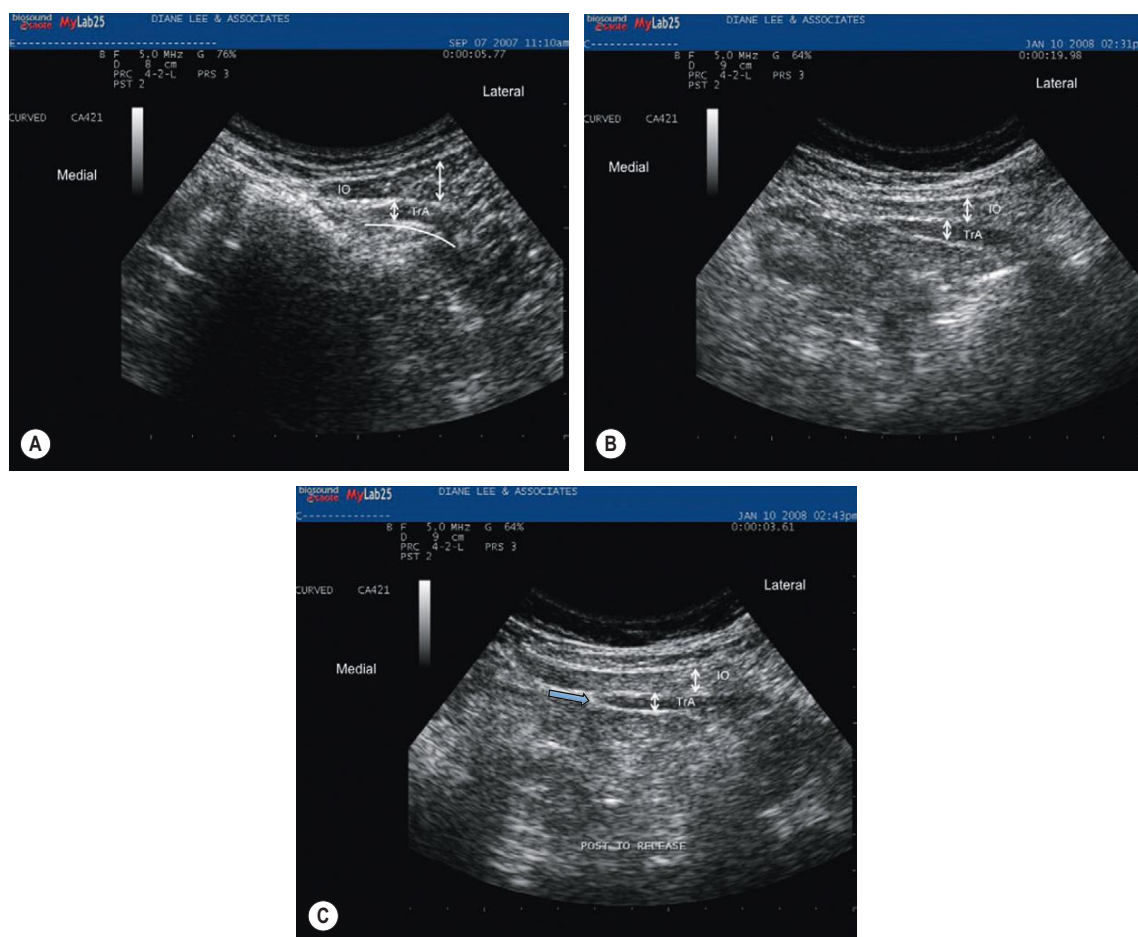 biosound esaote MyLab25 DIANE LEE & ASSOCIATES
E-----------------------------
SEP 07 2007 11:10am
B F 5.0 MHz G 76% 0:00:05.77
D 8 cm
PRC 4-2-L PRS 3
PST 2
Lateral
CURVED CA421
Medial
IO
TrA
A
biosound esaote MyLab25 DIANE LEE & ASSOCIATES
C--------------
JAN 10 2008 02:31p
B F 5.0 MHz G 64% 0:00:19.98
D 9 cm
PRC 4-2-L PRS 3
PST 2
Lateral
CURVED CA421
Medial
IO
TrA
B
biosound esaote MyLab25 DIANE LEE & ASSOCIATES
C--------------
JAN 10 2008 02:43pm
B F 5.0 MHz G 64% 0:00:03.61
D 9 cm
PRC 4-2-L PRS 3
PST 2
Lateral
CURVED CA421
Medial
IO
TrA
POST IO RELEASE
C